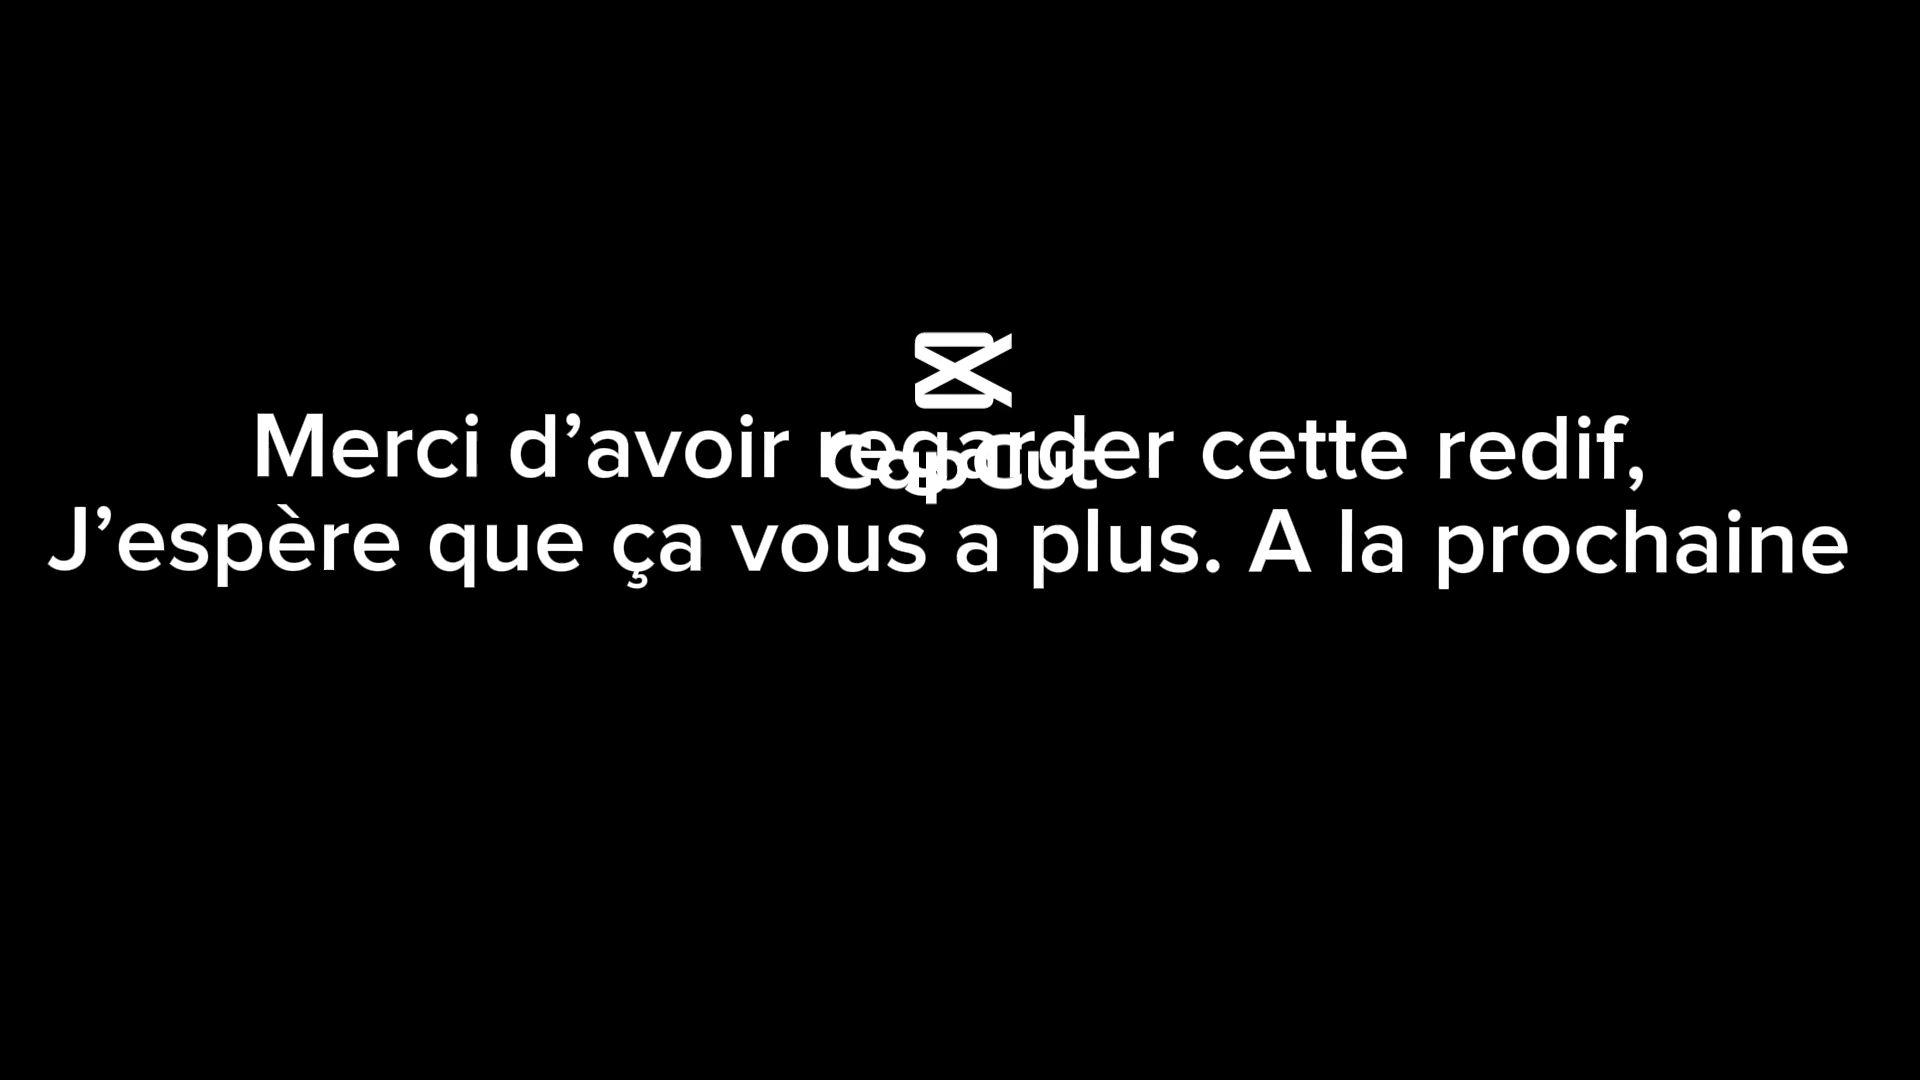 Merci d’avoir regarder cette redif,
CapCut
J’espère que ça vous a plus. A la prochaine